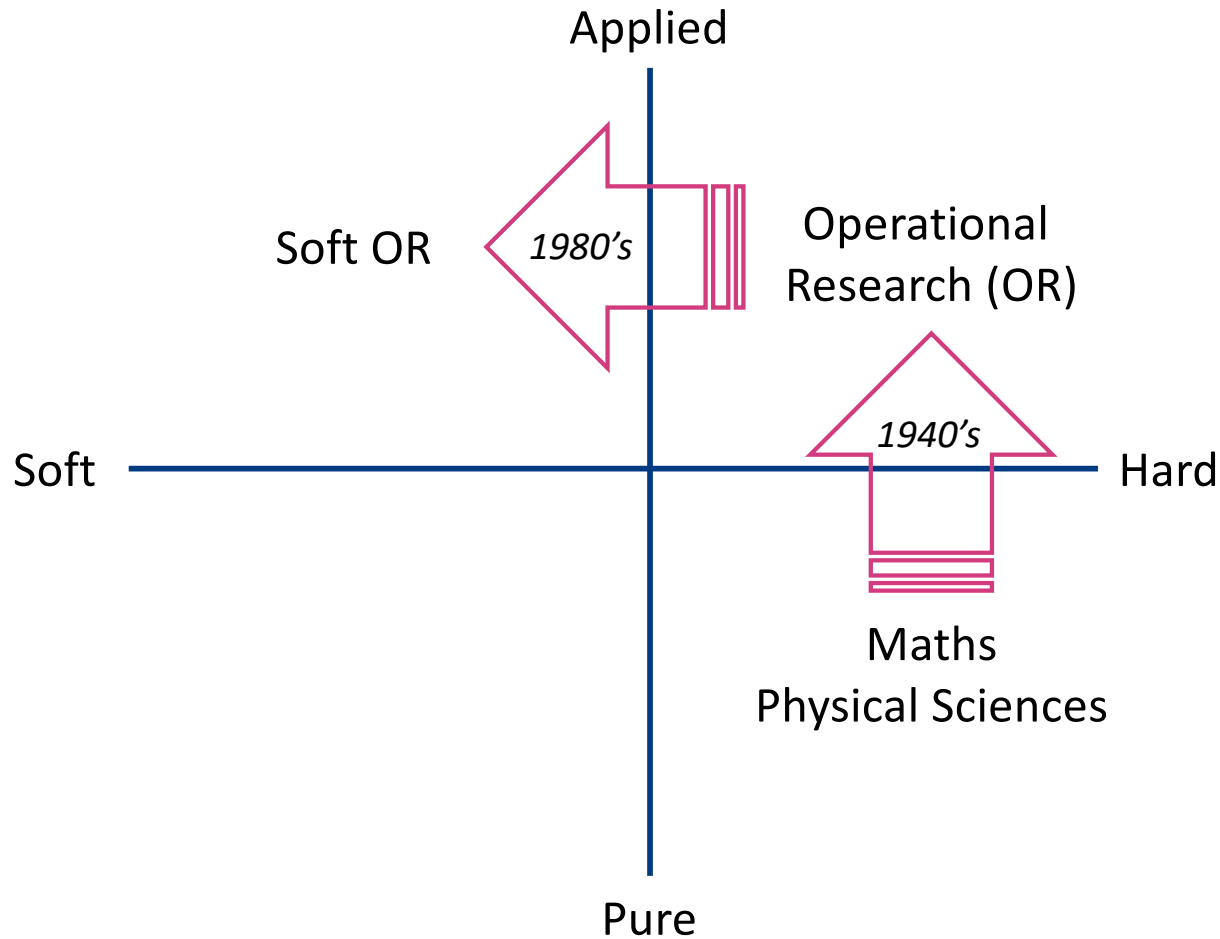 Applied
Operational
Research (OR)
Soft OR
1980’s
1940’s
Soft
Hard
Maths
Physical Sciences
Pure